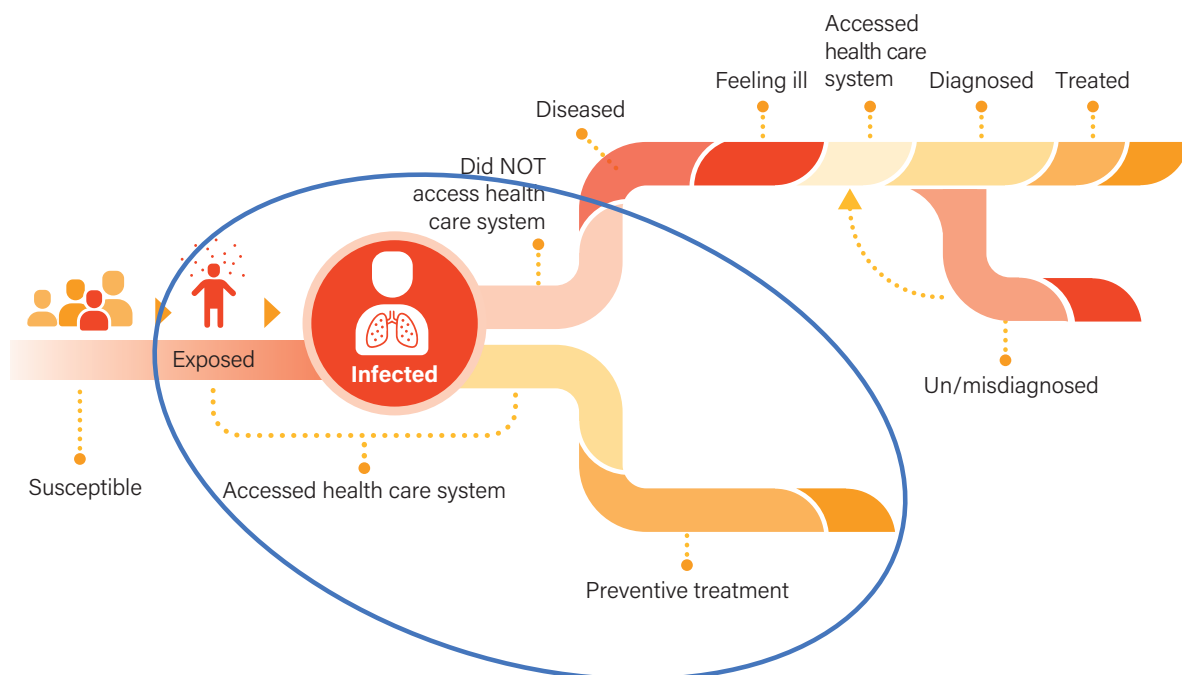 Accessed
health care
system
Feeling ill
Diagnosed
Treated
Diseased
Did NOT
access health
care system
Exposed
Infected
Un/misdiagnosed
Susceptible
Accessed health care system
Preventive treatment